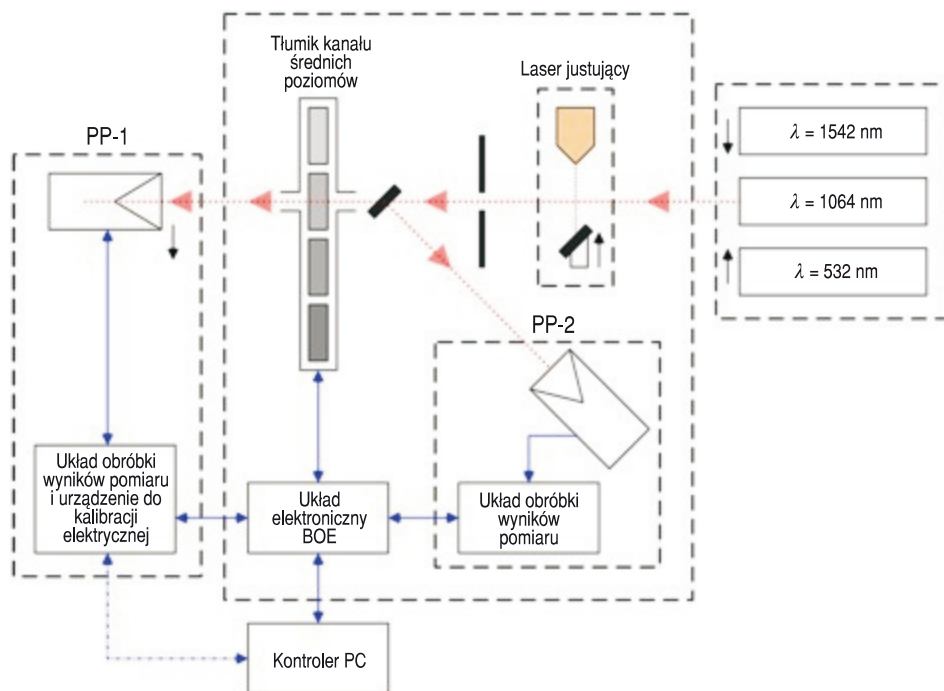 Tłumik kanału
średnich
poziomów
Laser justujący
PP-1
λ = 1542 nm
λ = 1064 nm
λ = 532 nm
PP-2
Układ obróbki
wyników pomiaru
i urządzenie do
kalibracji
elektrycznej
Układ
elektroniczny
BOE
Układ obróbki
wyników
pomiaru
Kontroler PC